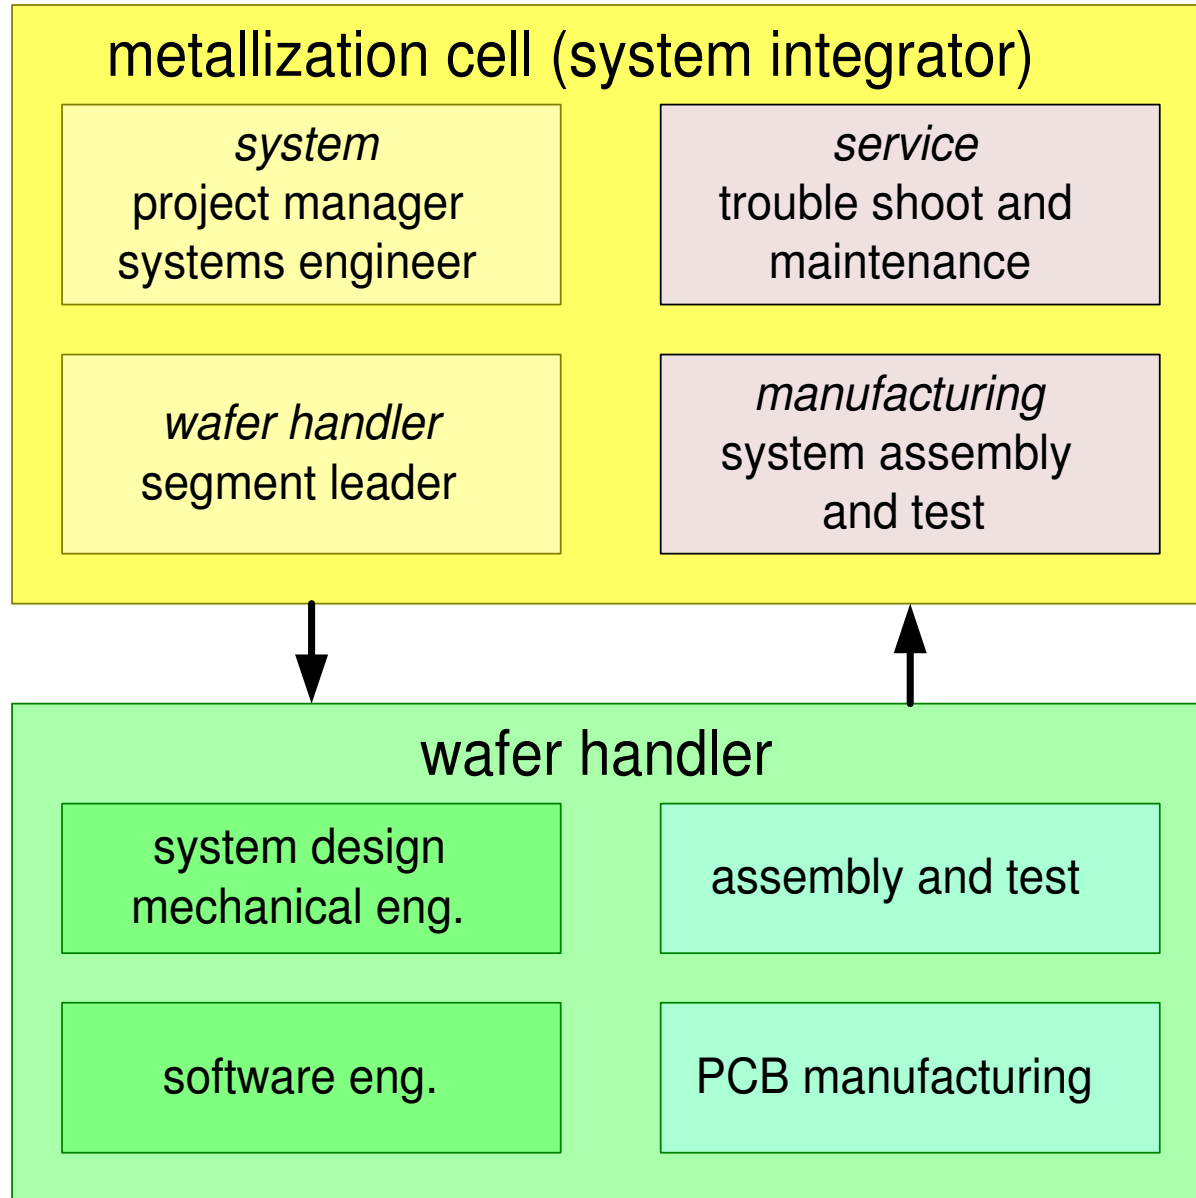 metallization cell (system integrator)
system
project manager
systems engineer
service
trouble shoot and
maintenance
wafer handler
segment leader
manufacturing
system assembly
and test
wafer handler
system design
mechanical eng.
assembly and test
software eng.
PCB manufacturing